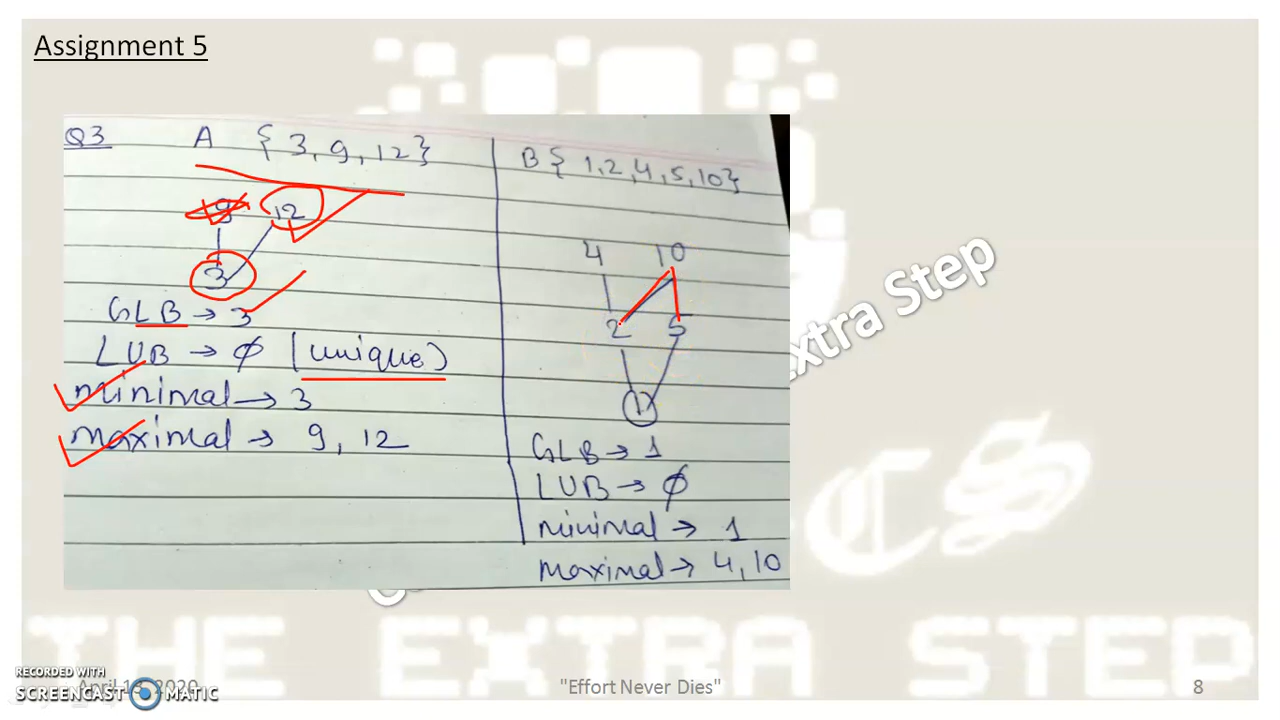 Assignment 5
Q3 A { 3, 9, 12 }
9 12
3
GLB → 3
LUB → φ (unique)
minimal → 3
maximal → 9, 12
B { 1, 2, 4, 5, 10 }
4 10
2 5
1
GLB → 1
LUB → φ
minimal → 1
maximal → 4, 10
xtra Step
CS
THE EXTRA STEP
RECORDED WITH
SCREENCAST MATIC
"Effort Never Dies"
8